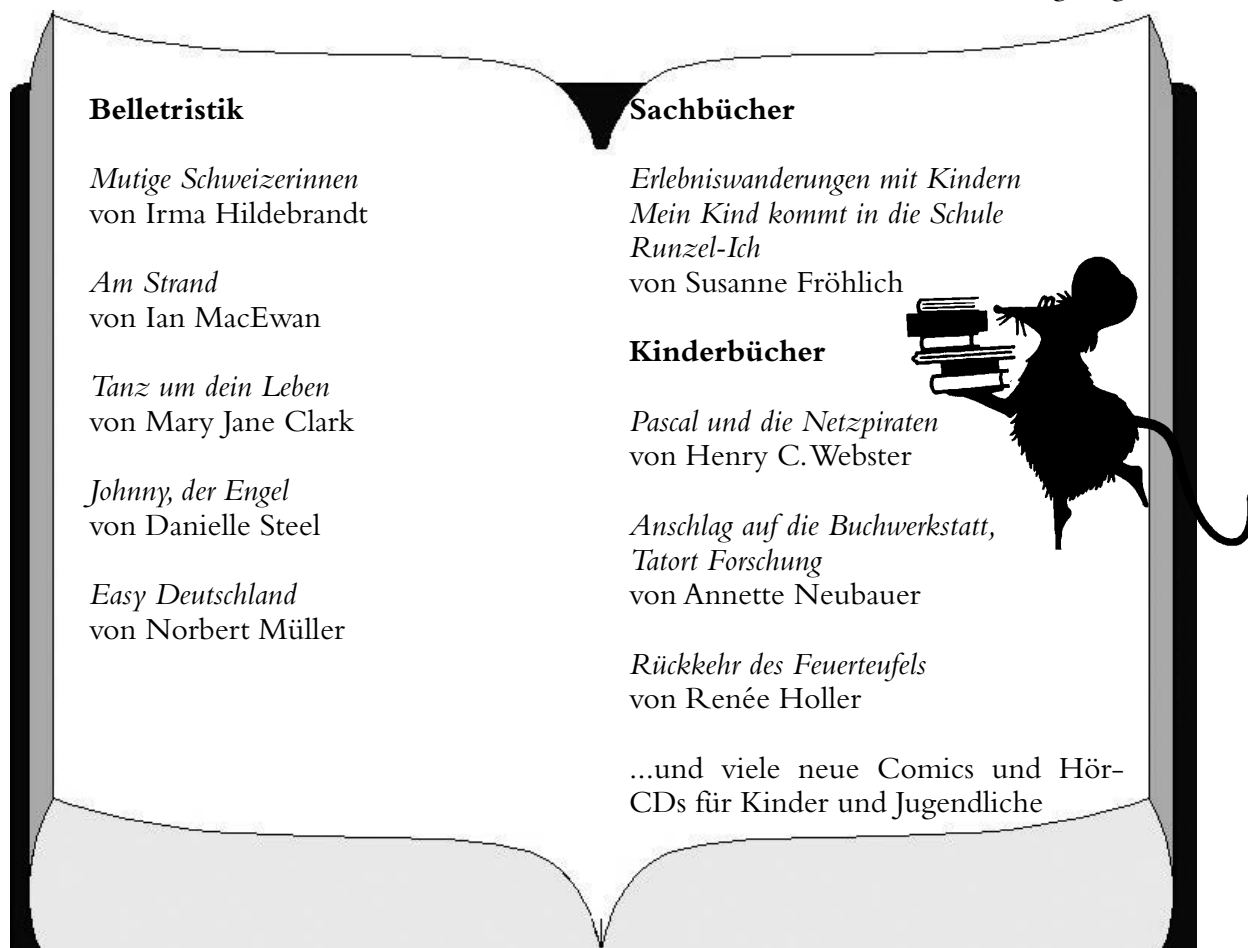 Belletristik
Mutige Schweizerinnen
von Irma Hildebrandt
Am Strand
von Ian MacEwan
Tanz um dein Leben
von Mary Jane Clark
Johnny, der Engel
von Danielle Steel
Easy Deutschland
von Norbert Müller
Sachbücher
Erlebniswanderungen mit Kindern
Mein Kind kommt in die Schule
Runzel-Ich
von Susanne Fröhlich
Kinderbücher
Pascal und die Netzpiraten
von Henry C. Webster
Anschlag auf die Buchwerkstatt,
Tatort Forschung
von Annette Neubauer
Rückkehr des Feuerteufels
von Renée Holler
...und viele neue Comics und Hör-
CDs für Kinder und Jugendliche